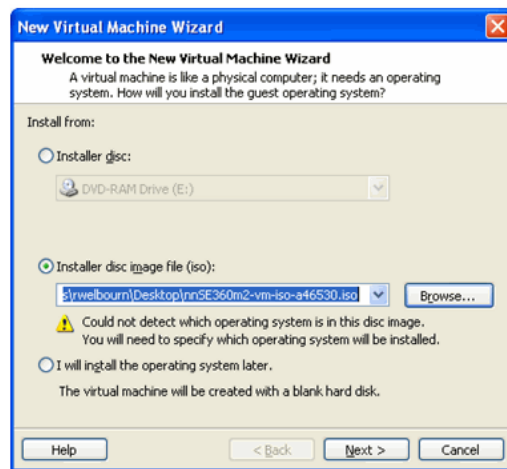 New Virtual Machine Wizard
Welcome to the New Virtual Machine Wizard
A virtual machine is like a physical computer; it needs an operating
system. How will you install the guest operating system?
Install from:
Installer disc:
DVD-RAM Drive (E:)
Installer disc image file (iso):
s\rwelbourn\Desktop\nnSE360m2-vm-iso-a46530.iso
Browse...
Could not detect which operating system is in this disc image.
You will need to specify which operating system will be installed.
I will install the operating system later.
The virtual machine will be created with a blank hard disk.
Help
< Back
Next >
Cancel